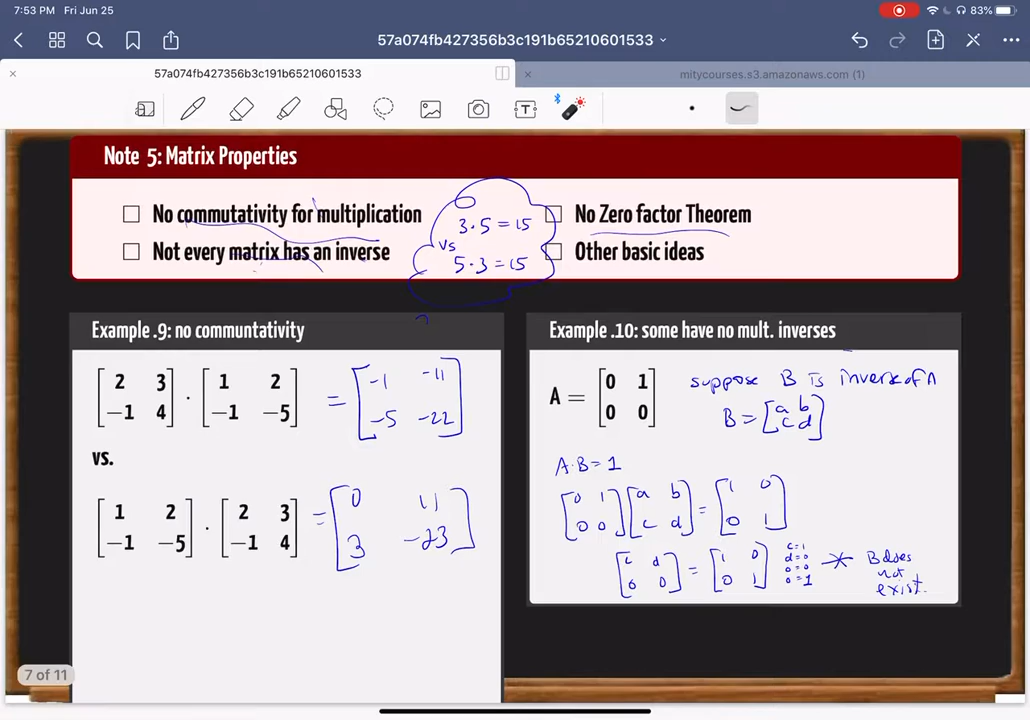 7:53 PM Fri Jun 25
83%
57a074fb427356b3c191b65210601533
57a074fb427356b3c191b65210601533
mitycourses.s3.amazonaws.com (1)
Note 5: Matrix Properties
No commutativity for multiplication
Not every matrix has an inverse
3·5=15
vs
5·3=15
No Zero factor Theorem
Other basic ideas
Example .9: no communtativity
[2 3] · [1 2] = [-1 -11]
[−1 4] [−1 −5] [-5 -22]
vs.
[1 2] · [2 3] = [0 11]
[−1 −5] [−1 4] [3 -23]
Example .10: some have no mult. inverses
A = [0 1]
[0 0]
suppose B is inverse of A
B = [a b]
[c d]
A·B=1
[0 1] [a b] = [1 0]
[0 0] [c d] [0 1]
[c d] = [1 0]
[0 0] [0 1]
c=1
d=0
0=0
0=1
B does
not
exist.
7 of 11